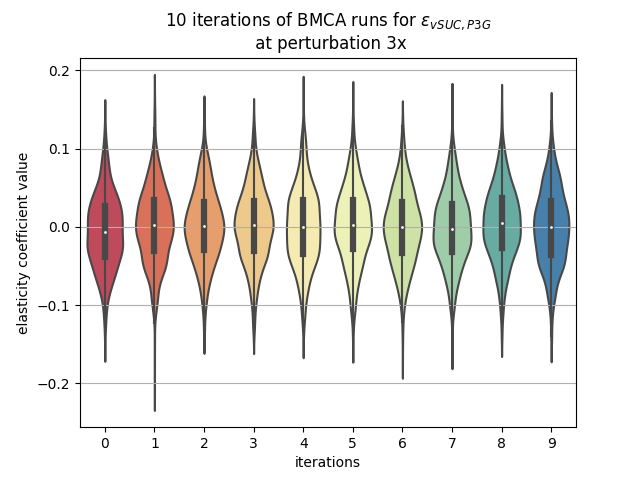 10 iterations of BMCA runs for ε_{vSUC, P3G}
at perturbation 3x
elasticity coefficient value
0.2
0.1
0.0
−0.1
−0.2
0 1 2 3 4 5 6 7 8 9
iterations